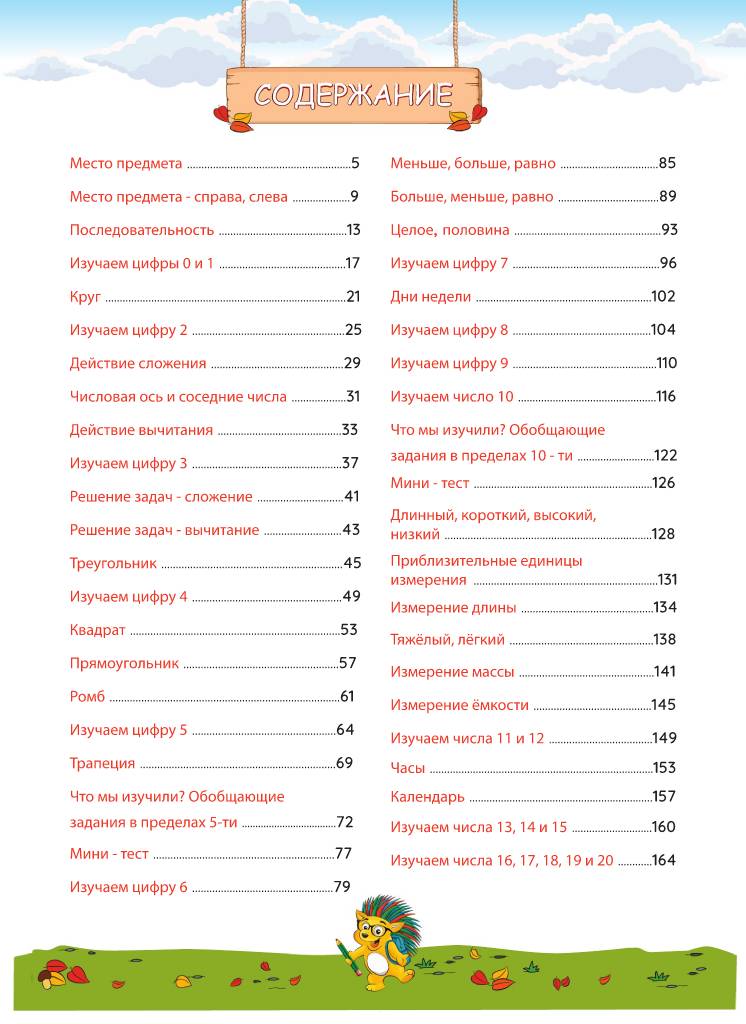 СОДЕРЖАНИЕ
Место предмета 5
Место предмета - справа, слева 9
Последовательность 13
Изучаем цифры 0 и 1 17
Круг 21
Изучаем цифру 2 25
Действие сложения 29
Числовая ось и соседние числа 31
Действие вычитания 33
Изучаем цифру 3 37
Решение задач - сложение 41
Решение задач - вычитание 43
Треугольник 45
Изучаем цифру 4 49
Квадрат 53
Прямоугольник 57
Ромб 61
Изучаем цифру 5 64
Трапеция 69
Что мы изучили? Обобщающие
задания в пределах 5-ти 72
Мини - тест 77
Изучаем цифру 6 79
Меньше, больше, равно 85
Больше, меньше, равно 89
Целое, половина 93
Изучаем цифру 7 96
Дни недели 102
Изучаем цифру 8 104
Изучаем цифру 9 110
Изучаем число 10 116
Что мы изучили? Обобщающие
задания в пределах 10 - ти 122
Мини - тест 126
Длинный, короткий, высокий,
низкий 128
Приблизительные единицы
измерения 131
Измерение длины 134
Тяжёлый, лёгкий 138
Измерение массы 141
Измерение ёмкости 145
Изучаем числа 11 и 12 149
Часы 153
Календарь 157
Изучаем числа 13, 14 и 15 160
Изучаем числа 16, 17, 18, 19 и 20 164